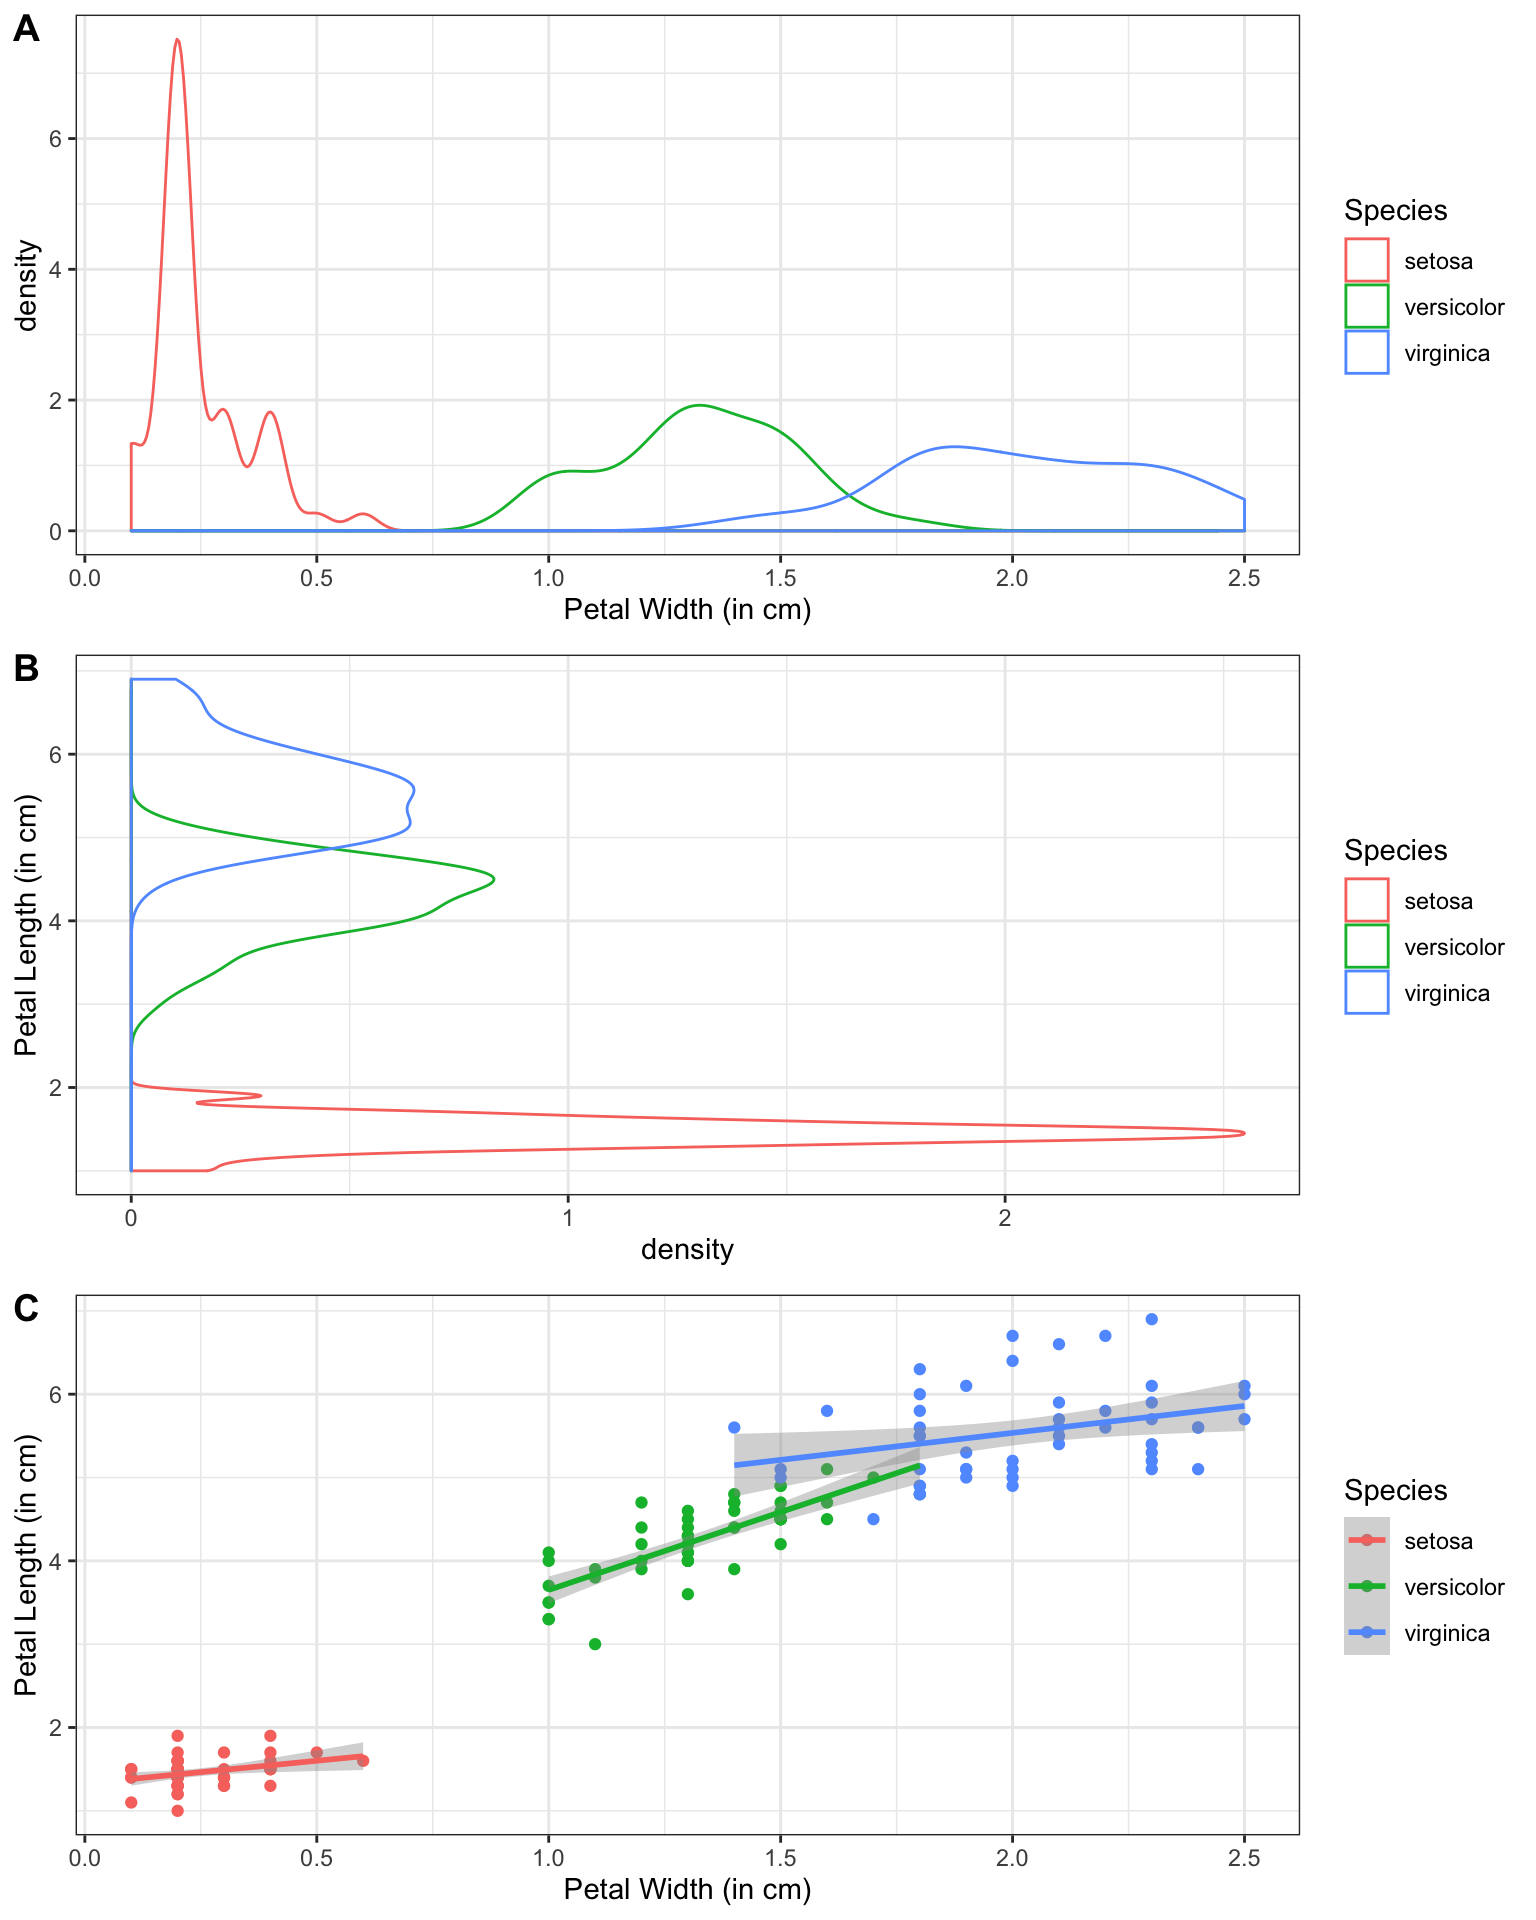 A
6
4
2
0
density
0.0 0.5 1.0 1.5 2.0 2.5
Petal Width (in cm)
Species
setosa
versicolor
virginica
B
6
4
2
Petal Length (in cm)
0 1 2
density
Species
setosa
versicolor
virginica
C
6
4
2
Petal Length (in cm)
0.0 0.5 1.0 1.5 2.0 2.5
Petal Width (in cm)
Species
setosa
versicolor
virginica